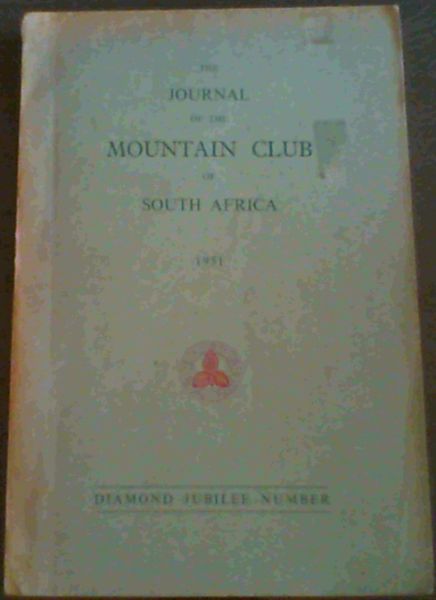 THE
JOURNAL
OF THE
MOUNTAIN CLUB
OF
SOUTH AFRICA
1951
DIAMOND JUBILEE NUMBER